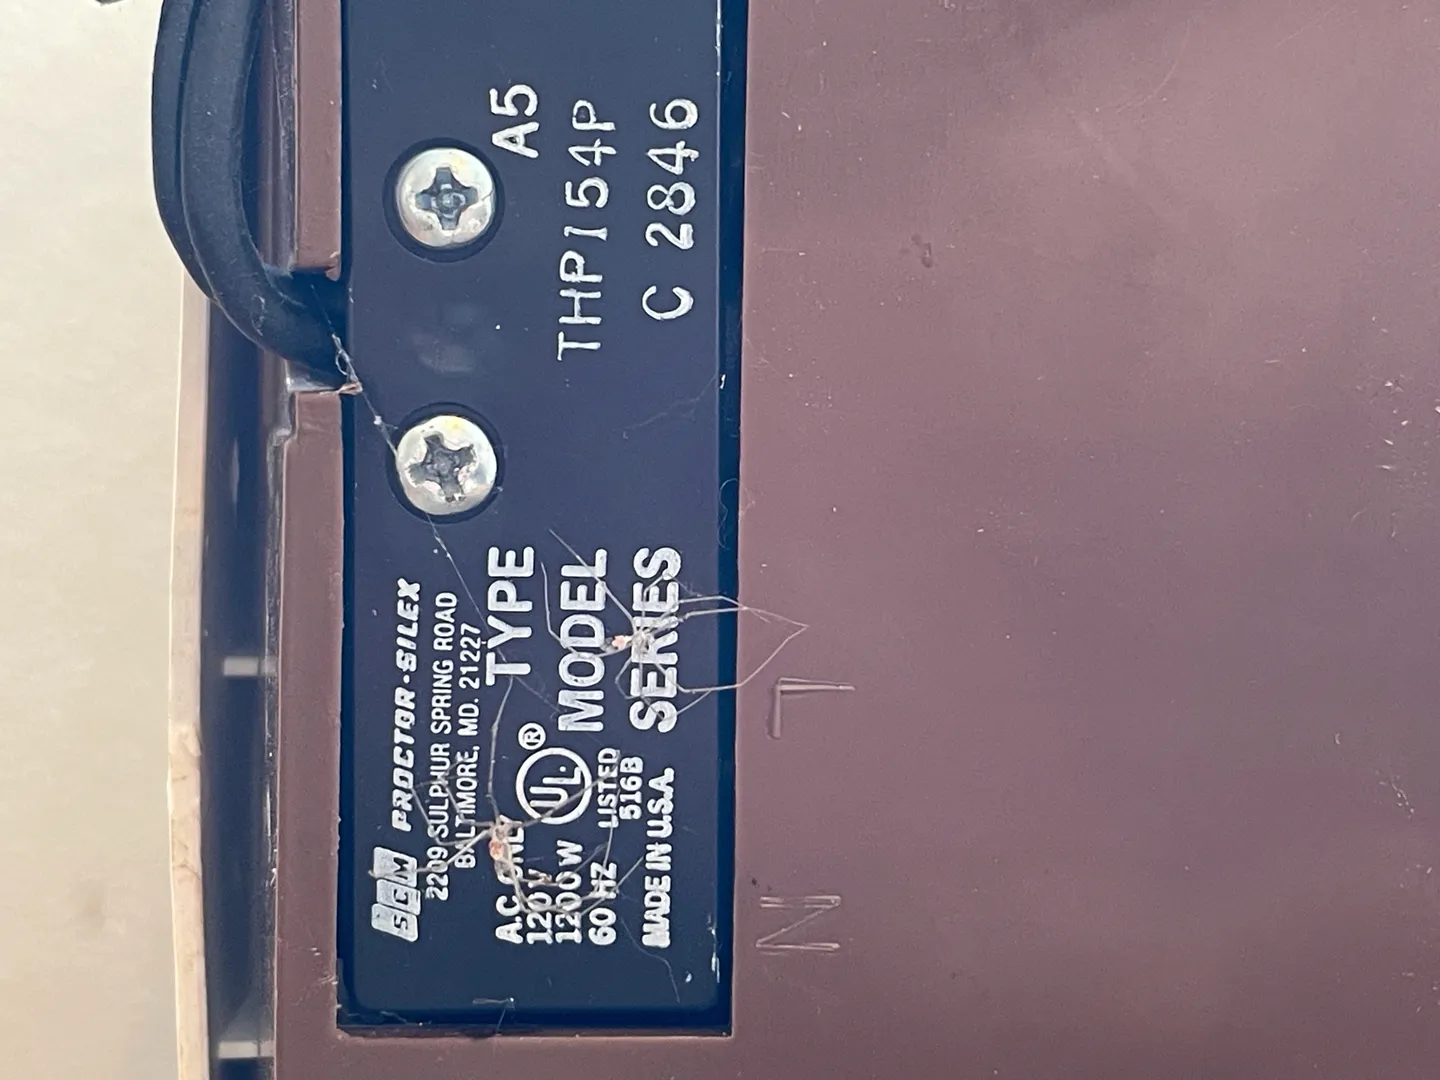 SCM PROCTOR-SILEX
2209 SULPHUR SPRING ROAD
BALTIMORE, MD. 21227
A.C. ONLY
120V
1200W
60 HZ
UL ®
LISTED
516B
MADE IN U.S.A.
TYPE A5
MODEL THP154P
SERIES C 2846
N L